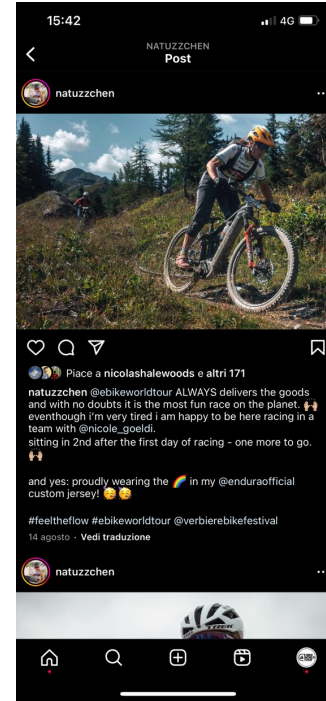 15:42
4G
NATUZZCHEN
Post
natuzzchen
Piace a nicolashalewoods e altri 171
natuzzchen @ebikeworldtour ALWAYS delivers the goods
and with no doubts it is the most fun race on the planet. 🙌🏼
eventhough i'm very tired i am happy to be here racing in a
team with @nicole_goeldi.
sitting in 2nd after the first day of racing - one more to go.
🙌🏼
and yes: proudly wearing the 🌈 in my @enduraofficial
custom jersey! 🥳🥳
#feeltheflow #ebikeworldtour @verbierebikefestival
14 agosto · Vedi traduzione
natuzzchen
TREK